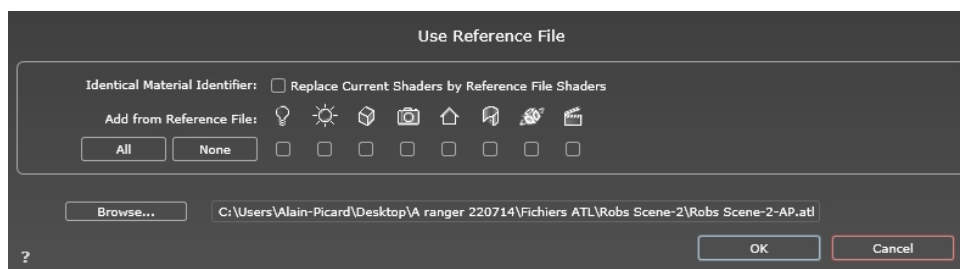 Use Reference File
Identical Material Identifier: Replace Current Shaders by Reference File Shaders
Add from Reference File:
All None
Browse... C:\Users\Alain-Picard\Desktop\A ranger 220714\Fichiers ATL\Robs Scene-2\Robs Scene-2-AP.atl
OK Cancel
?